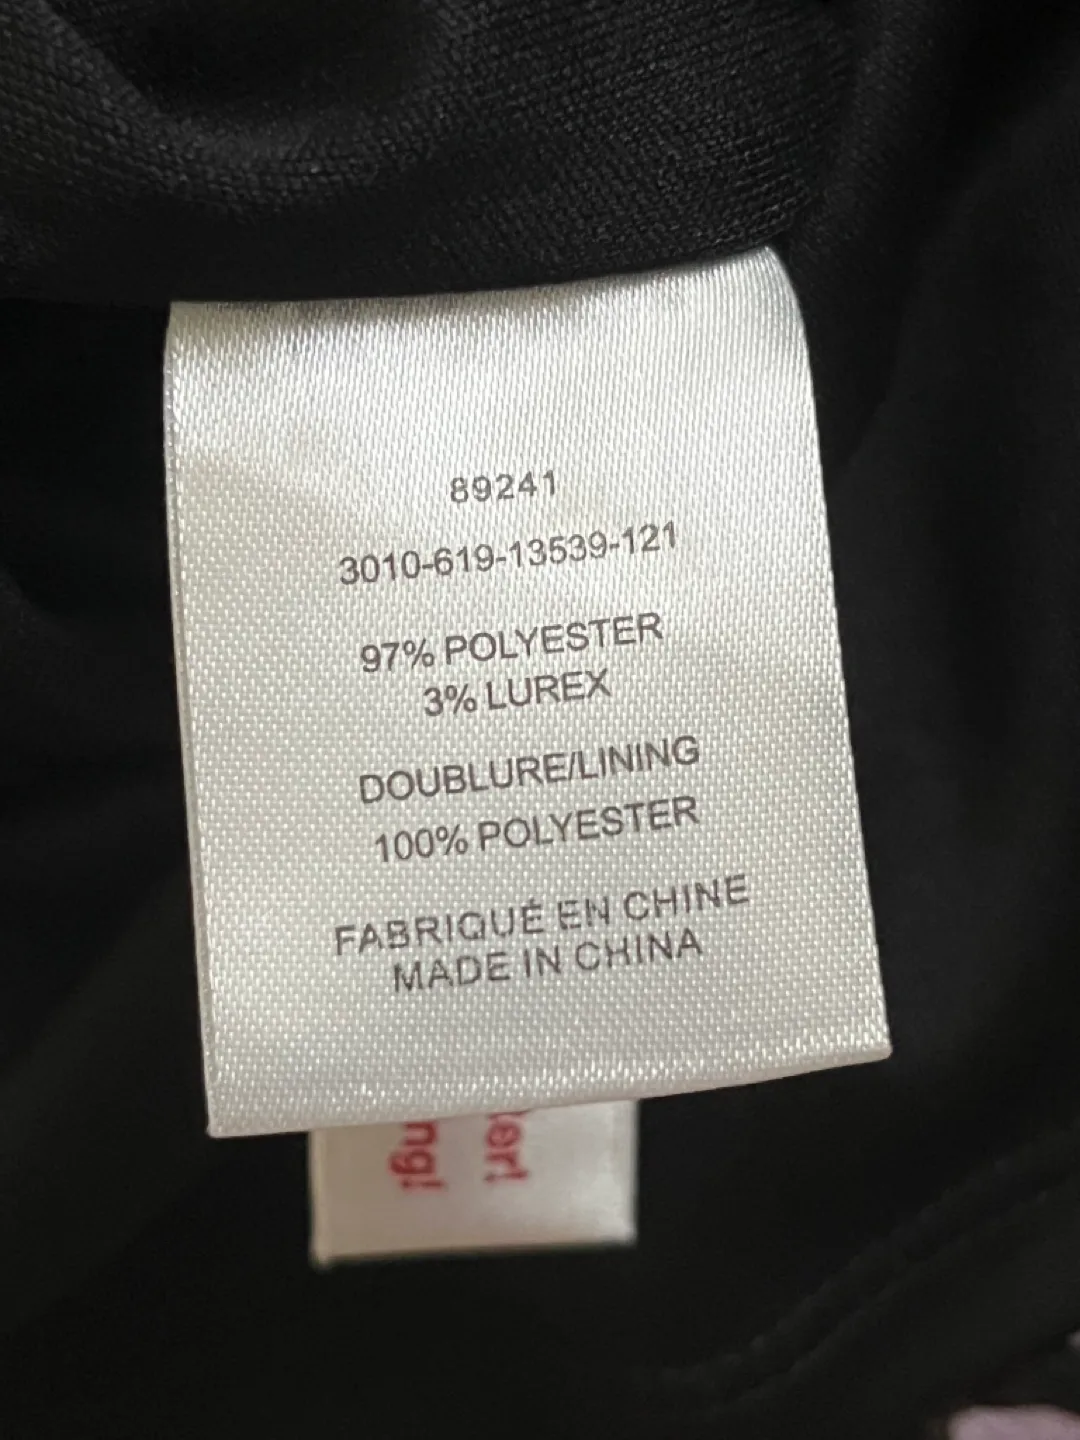 89241
3010-619-13539-121
97% POLYESTER
3% LUREX
DOUBLURE/LINING
100% POLYESTER
FABRIQUÉ EN CHINE
MADE IN CHINA